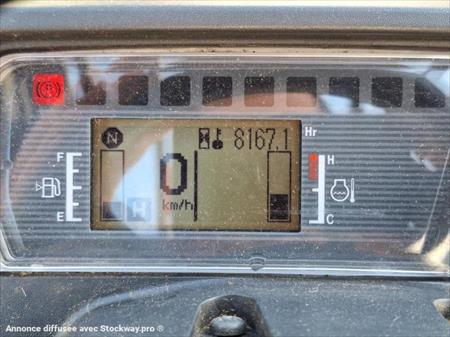 N 8167.1 Hr
F H
0
km/h
E C
Annonce diffusée avec Stockway.pro ®